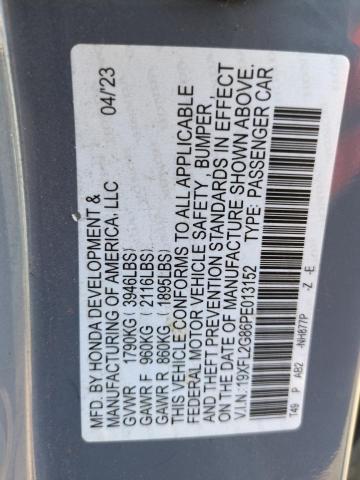 MFD. BY HONDA DEVELOPMENT & 04/'23
MANUFACTURING OF AMERICA, LLC
GVWR 1790KG ( 3946LBS)
GAWR F 960KG ( 2116LBS)
GAWR R 860KG ( 1895LBS)
THIS VEHICLE CONFORMS TO ALL APPLICABLE
FEDERAL MOTOR VEHICLE SAFETY, BUMPER,
AND THEFT PREVENTION STANDARDS IN EFFECT
ON THE DATE OF MANUFACTURE SHOWN ABOVE.
V.I.N.:19XFL2G86PE013152 TYPE: PASSENGER CAR
T49 P AB2 -NH877P -Z -E